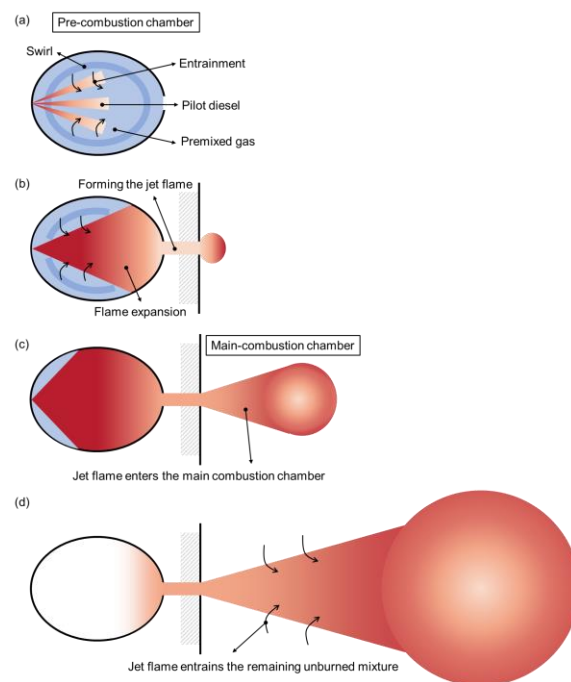 (a)
Pre-combustion chamber
Swirl
Entrainment
Pilot diesel
Premixed gas
(b)
Forming the jet flame
Flame expansion
(c)
Main-combustion chamber
Jet flame enters the main combustion chamber
(d)
Jet flame entrains the remaining unburned mixture